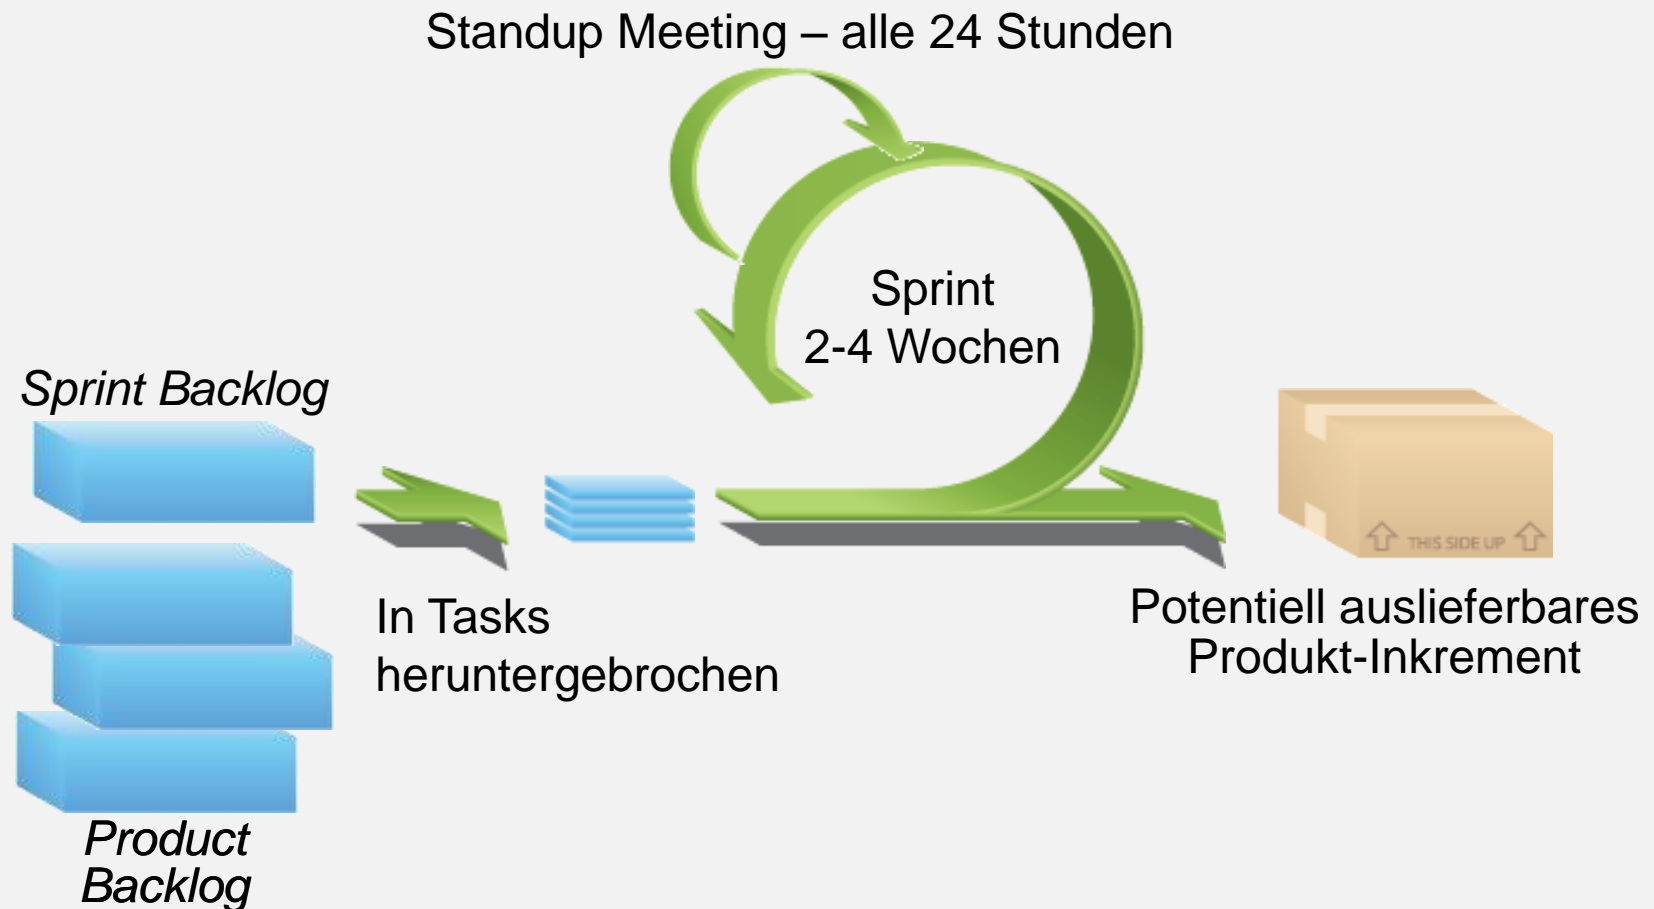 Standup Meeting – alle 24 Stunden
Sprint
2-4 Wochen
Sprint Backlog
THIS SIDE UP
In Tasks
heruntergebrochen
Potentiell auslieferbares
Produkt-Inkrement
Product
Backlog